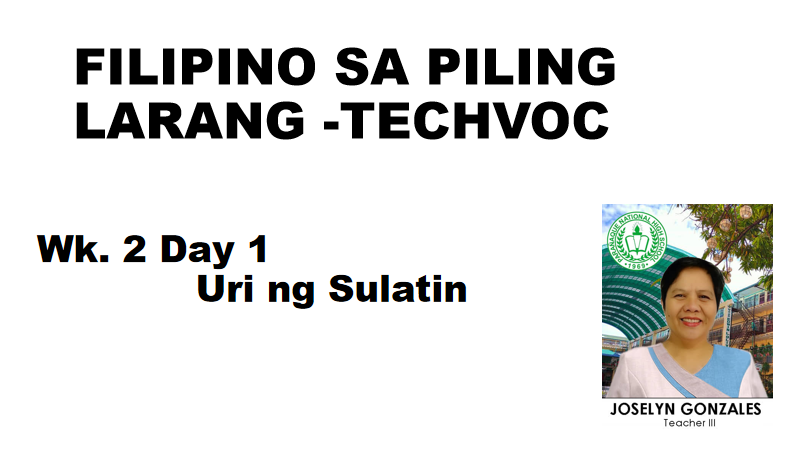 FILIPINO SA PILING
LARANG -TECHVOC
Wk. 2 Day 1
Uri ng Sulatin
PARAÑAQUE NATIONAL HIGH SCHOOL
1969
JOSELYN GONZALES
Teacher III